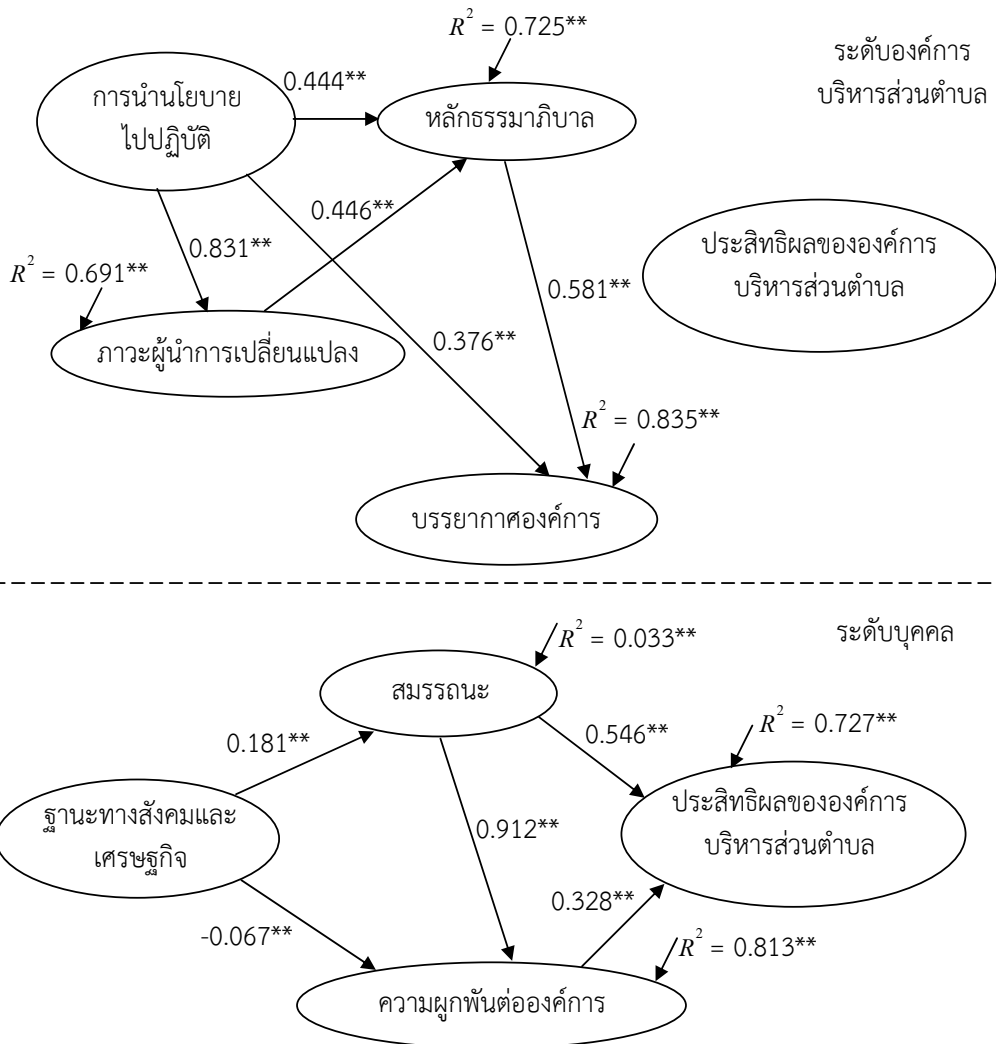 R² = 0.725**
ระดับองค์การ
บริหารส่วนตำบล
0.444**
การนำนโยบาย
ไปปฏิบัติ
หลักธรรมาภิบาล
0.446**
0.831**
ประสิทธิผลขององค์การ
บริหารส่วนตำบล
R² = 0.691**
0.581**
0.376**
ภาวะผู้นำการเปลี่ยนแปลง
R² = 0.835**
บรรยากาศองค์การ
R² = 0.033**
ระดับบุคคล
สมรรถนะ
0.181**
0.546**
R² = 0.727**
ฐานะทางสังคมและ
เศรษฐกิจ
ประสิทธิผลขององค์การ
บริหารส่วนตำบล
0.912**
0.328**
-0.067**
R² = 0.813**
ความผูกพันต่อองค์การ